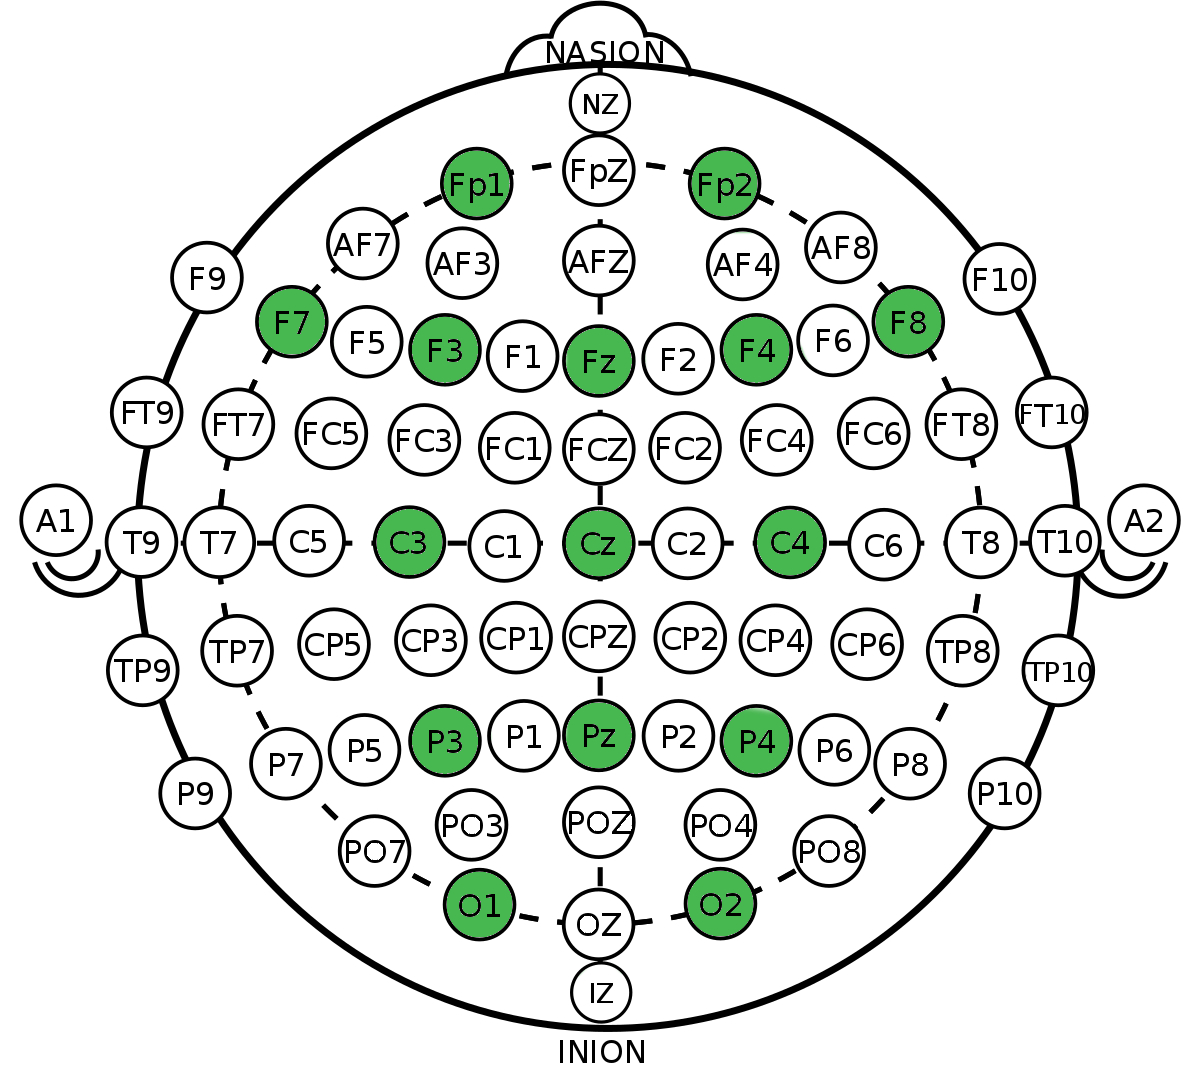 NASION
NZ
Fp1 FpZ Fp2
AF7 AF3 AFZ AF4 AF8
F9 F7 F5 F3 F1 Fz F2 F4 F6 F8 F10
FT9 FT7 FC5 FC3 FC1 FCZ FC2 FC4 FC6 FT8 FT10
A1 T9 T7 C5 C3 C1 Cz C2 C4 C6 T8 T10 A2
TP9 TP7 CP5 CP3 CP1 CPZ CP2 CP4 CP6 TP8 TP10
P9 P7 P5 P3 P1 Pz P2 P4 P6 P8 P10
PO7 PO3 POZ PO4 PO8
O1 OZ O2
IZ
INION